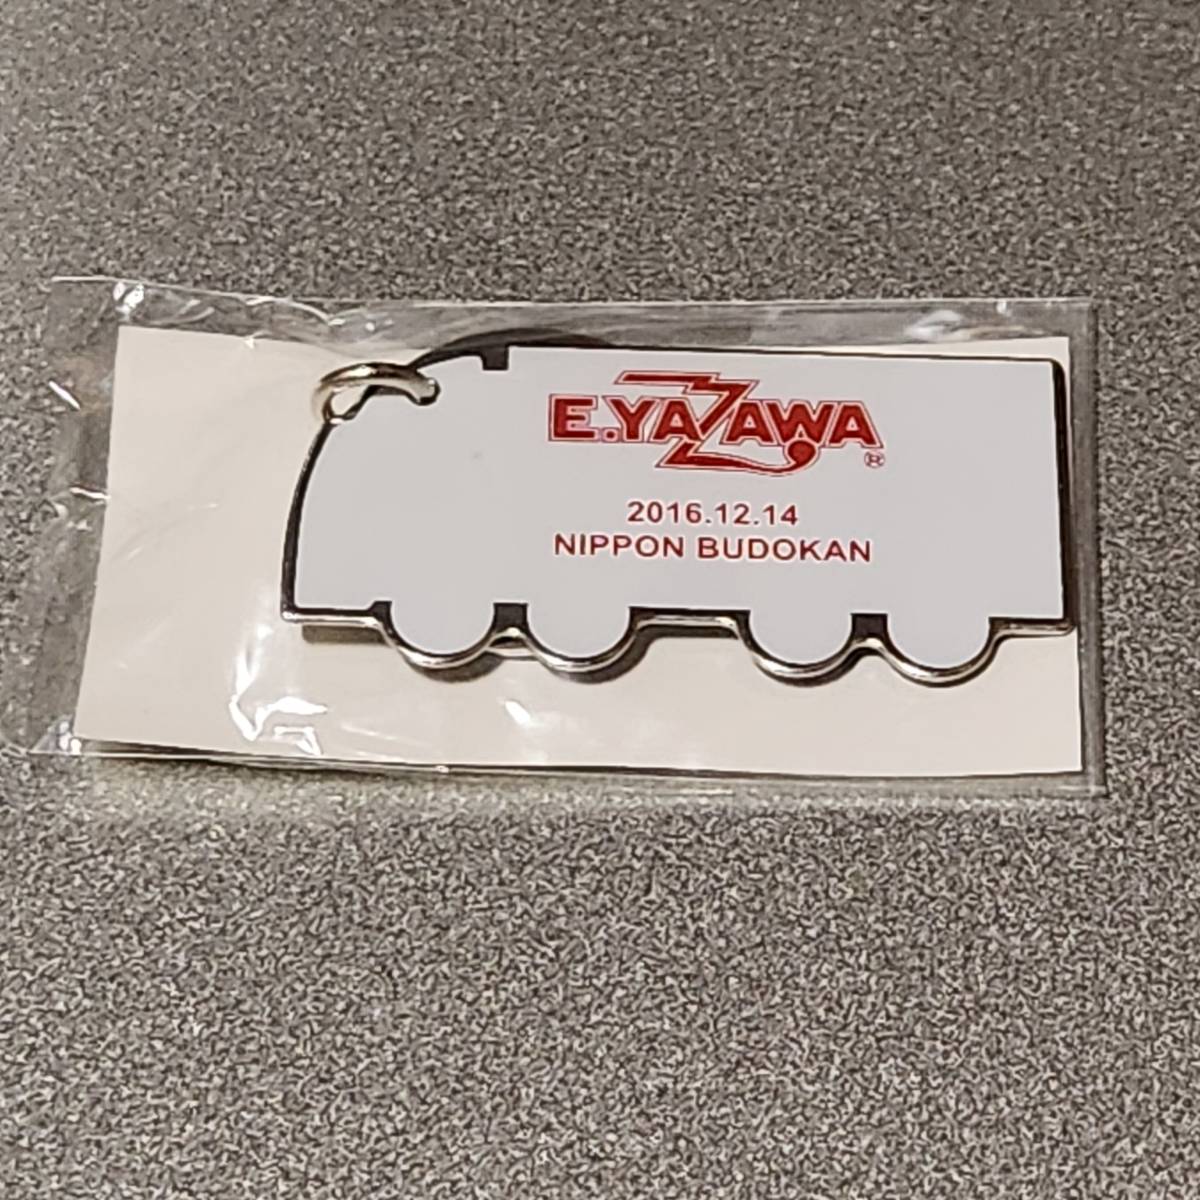 E.YAZAWA®
2016.12.14
NIPPON BUDOKAN